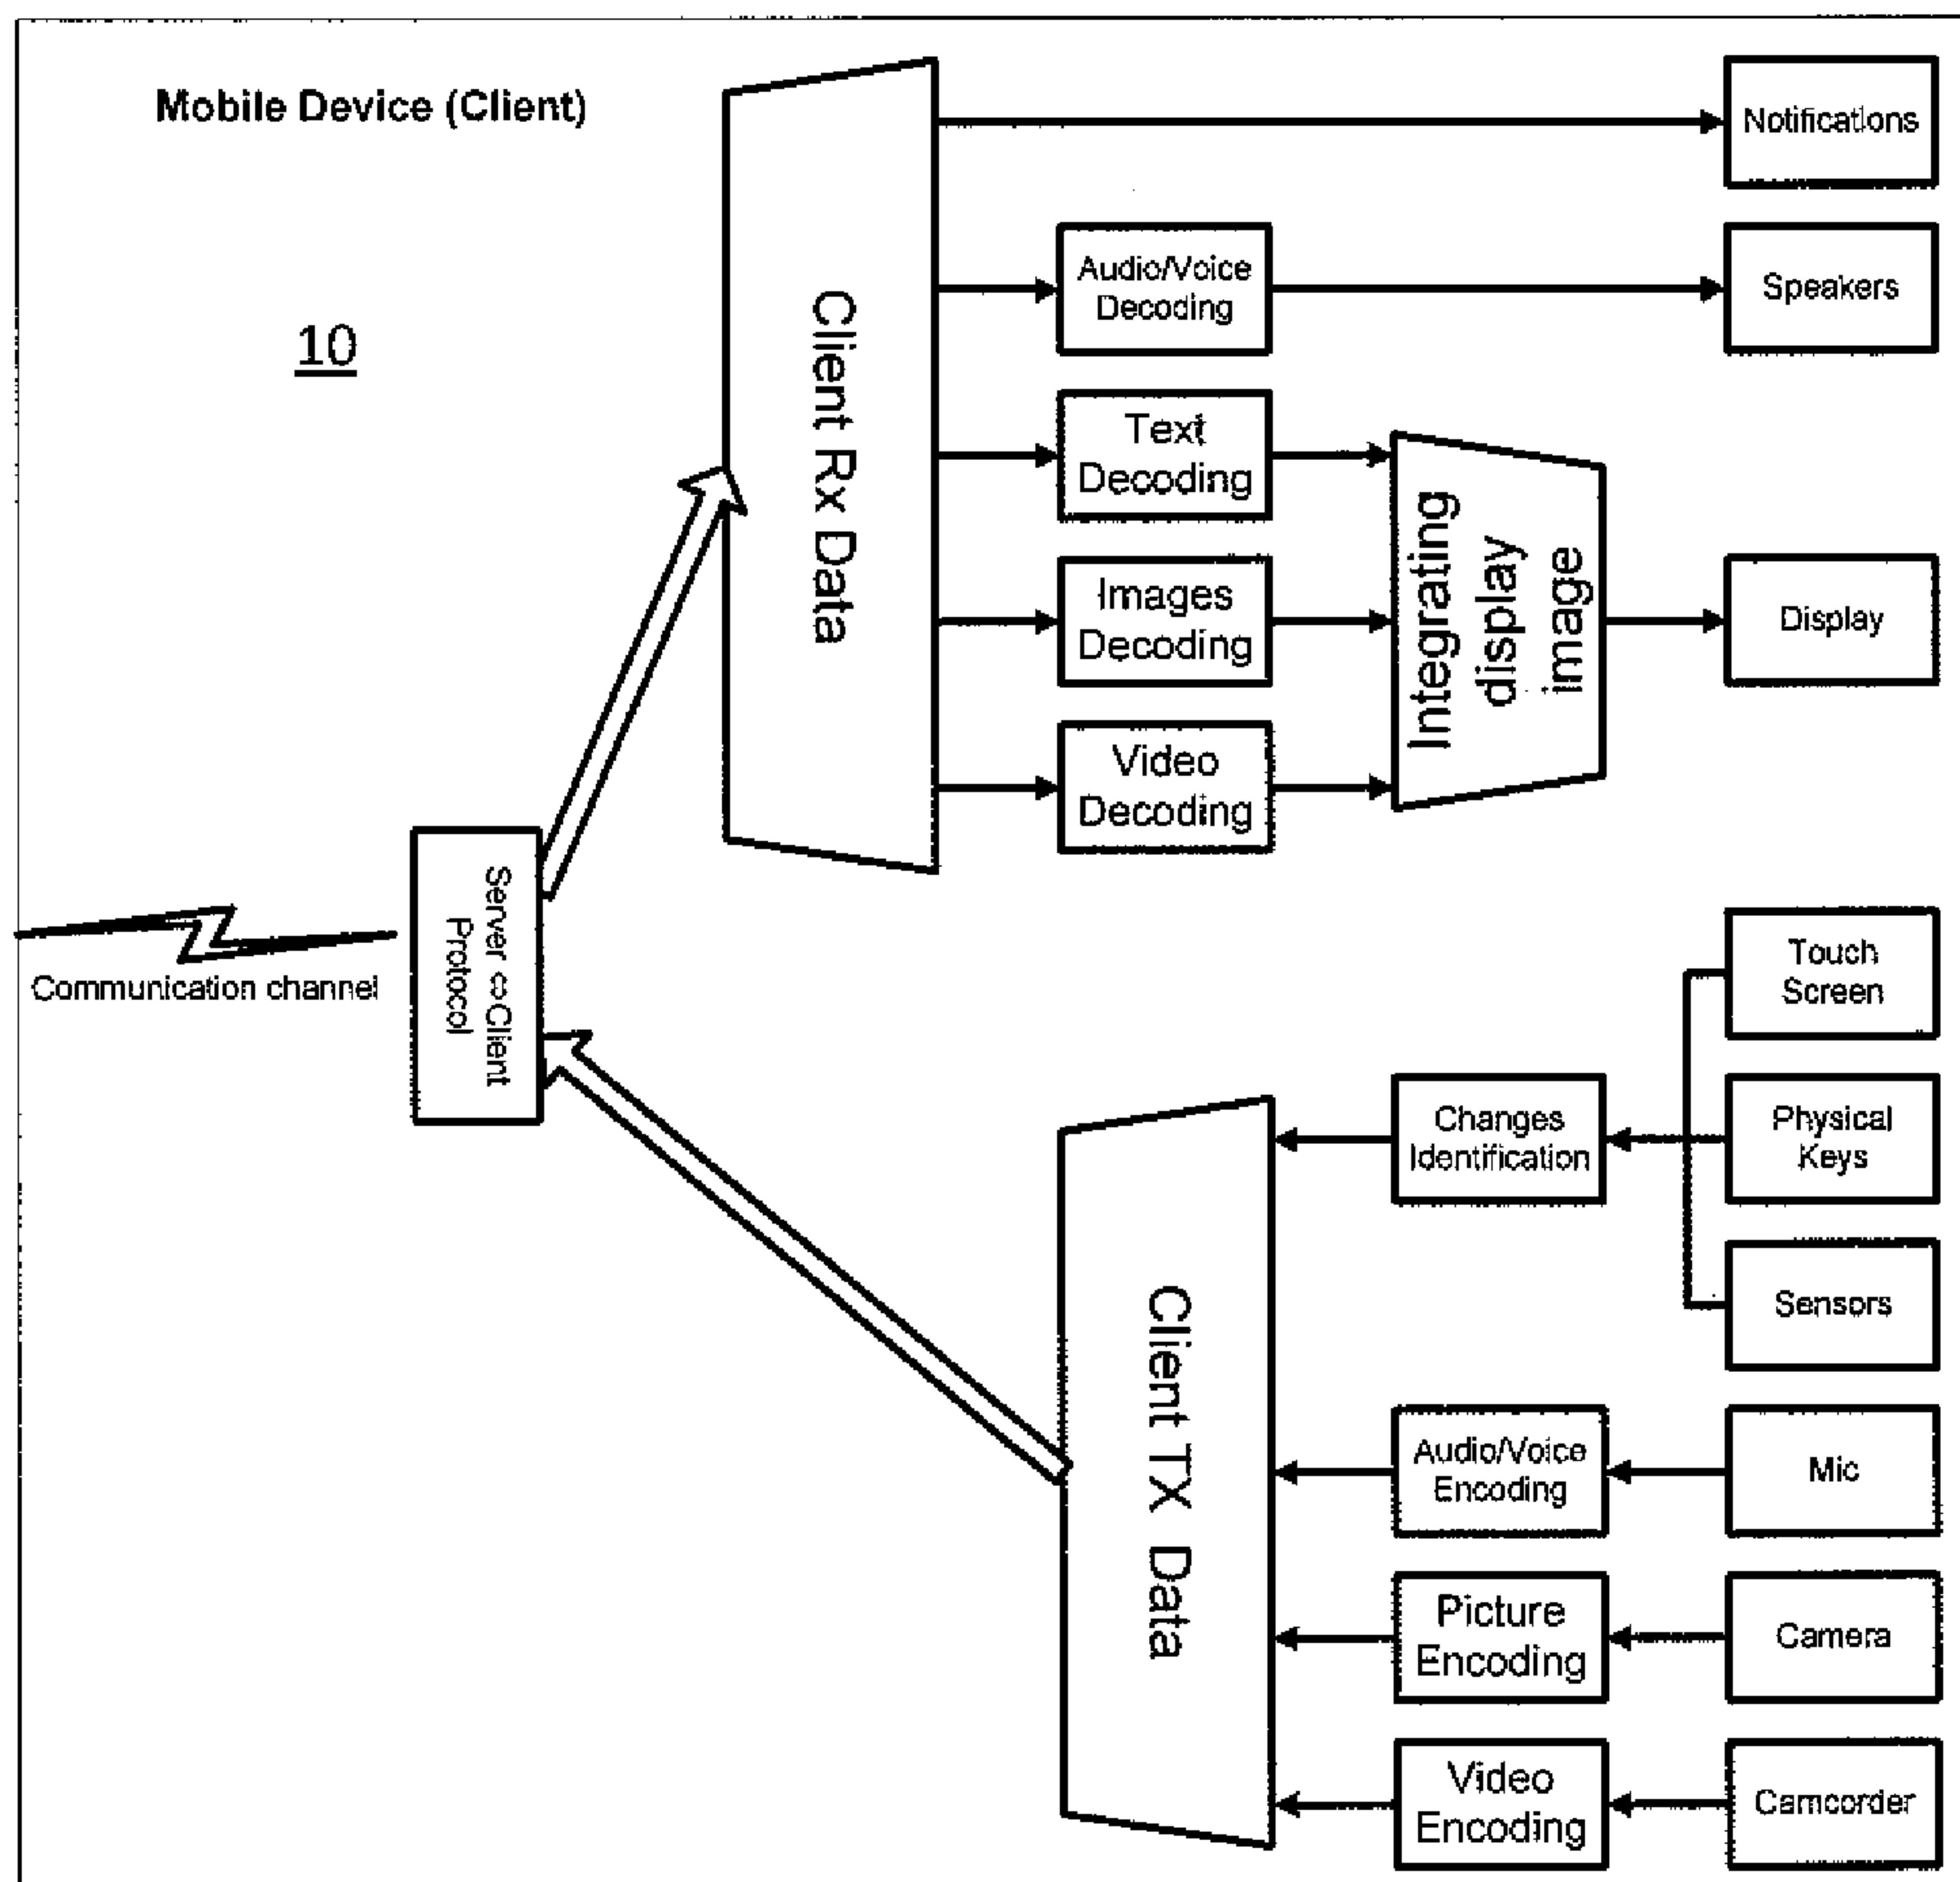 Mobile Device (Client)
10
Notifications
Client Rx Data
Audio/Voice
Decoding
Speakers
Text
Decoding
Images
Decoding
Video
Decoding
Integrating
display
image
Display
Communication channel
Server ⇔Client
Protocol
Touch
Screen
Changes
Identification
Physical
Keys
Sensors
Client TX Data
Audio/Voice
Encoding
Mic
Picture
Encoding
Camera
Video
Encoding
Camcorder